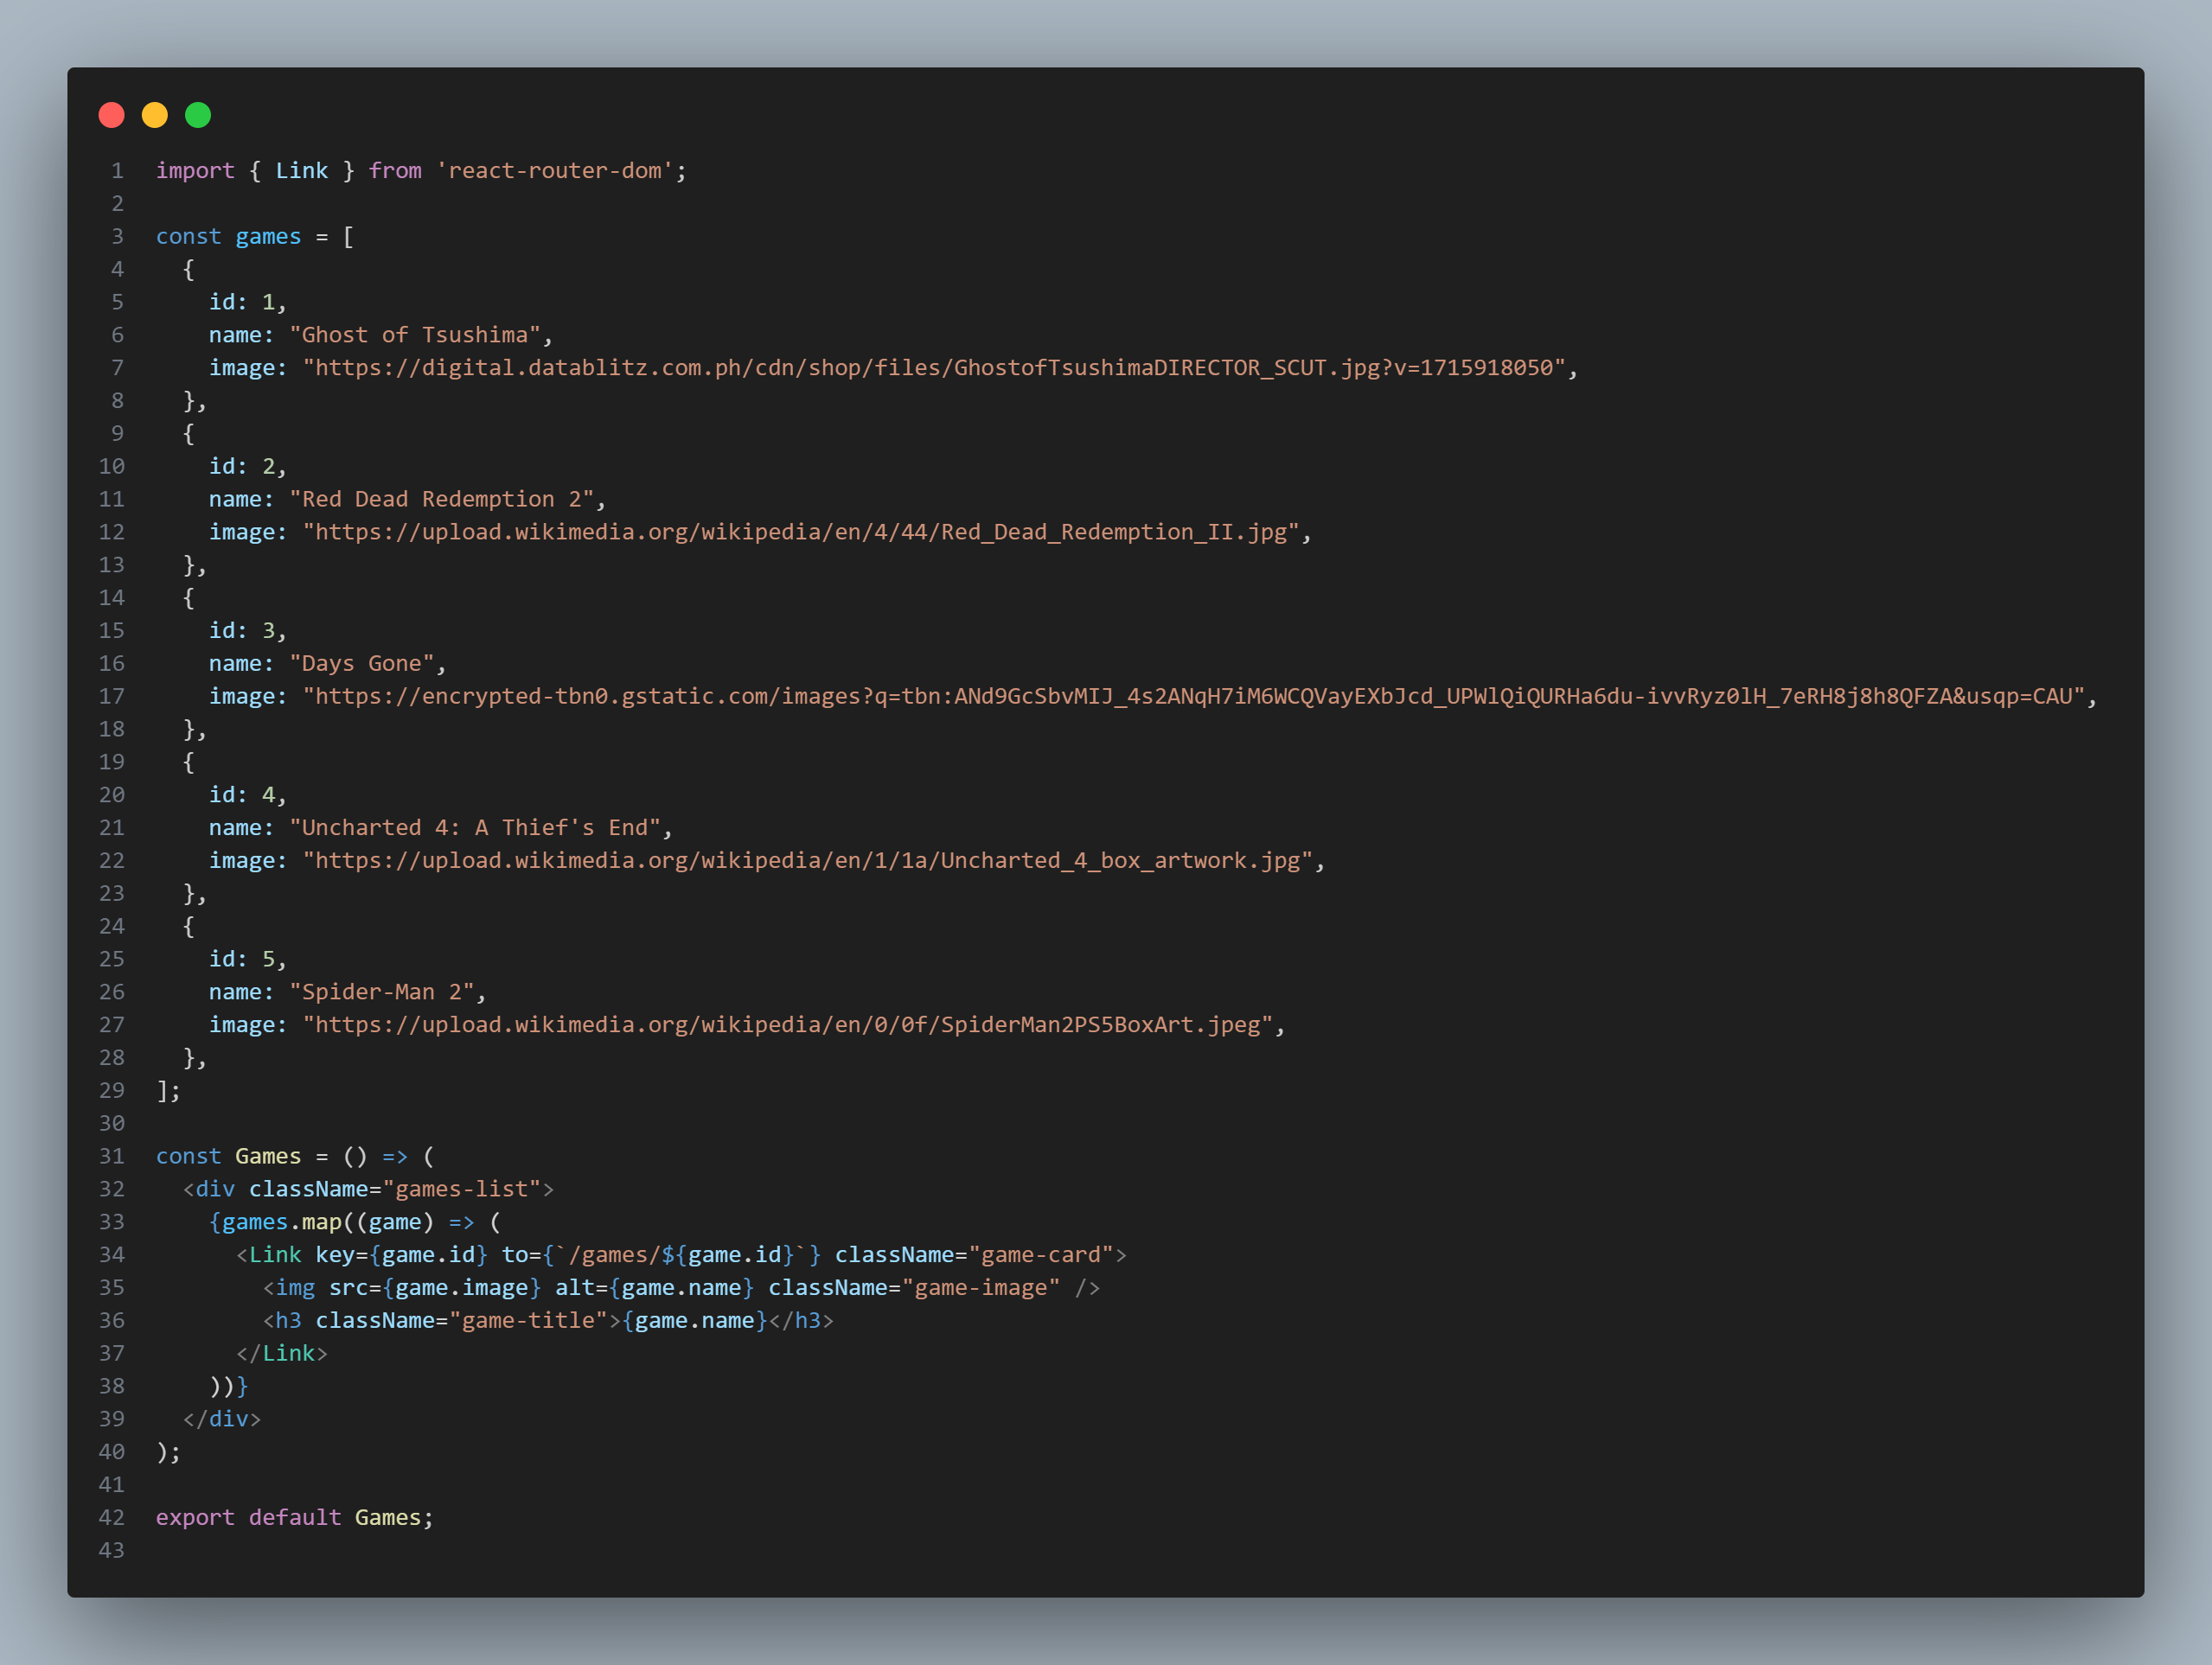 1 import { Link } from 'react-router-dom';
2
3 const games = [
4   {
5     id: 1,
6     name: "Ghost of Tsushima",
7     image: "https://digital.datablitz.com.ph/cdn/shop/files/GhostofTsushimaDIRECTOR_SCUT.jpg?v=1715918050",
8   },
9   {
10     id: 2,
11     name: "Red Dead Redemption 2",
12     image: "https://upload.wikimedia.org/wikipedia/en/4/44/Red_Dead_Redemption_II.jpg",
13   },
14   {
15     id: 3,
16     name: "Days Gone",
17     image: "https://encrypted-tbn0.gstatic.com/images?q=tbn:ANd9GcSbvMIJ_4s2ANqH7iM6WCQVayEXbJcd_UPWlQiQURHa6du-ivvRyz0lH_7eRH8j8h8QFZA&usqp=CAU",
18   },
19   {
20     id: 4,
21     name: "Uncharted 4: A Thief's End",
22     image: "https://upload.wikimedia.org/wikipedia/en/1/1a/Uncharted_4_box_artwork.jpg",
23   },
24   {
25     id: 5,
26     name: "Spider-Man 2",
27     image: "https://upload.wikimedia.org/wikipedia/en/0/0f/SpiderMan2PS5BoxArt.jpeg",
28   },
29 ];
30
31 const Games = () => (
32   <div className="games-list">
33     {games.map((game) => (
34       <Link key={game.id} to={`/games/${game.id}`} className="game-card">
35         <img src={game.image} alt={game.name} className="game-image" />
36         <h3 className="game-title">{game.name}</h3>
37       </Link>
38     ))}
39   </div>
40 );
41
42 export default Games;
43